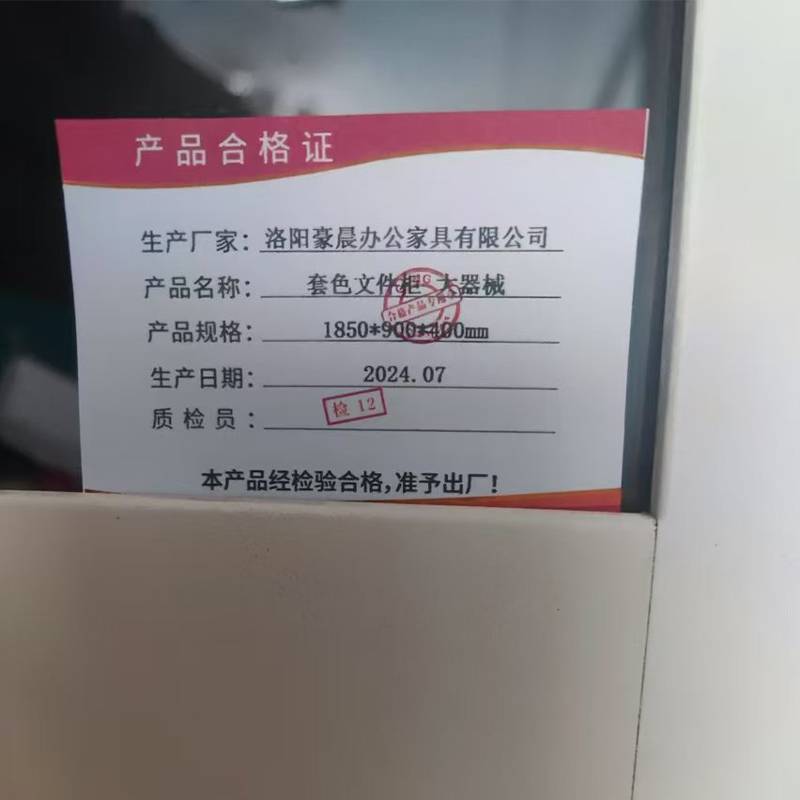 产品合格证
生产厂家：洛阳豪晨办公家具有限公司
产品名称：套色文件柜 大器械
产品规格：1850*900*400mm
生产日期：2024.07
质检员：
检 12
本产品经检验合格，准予出厂！